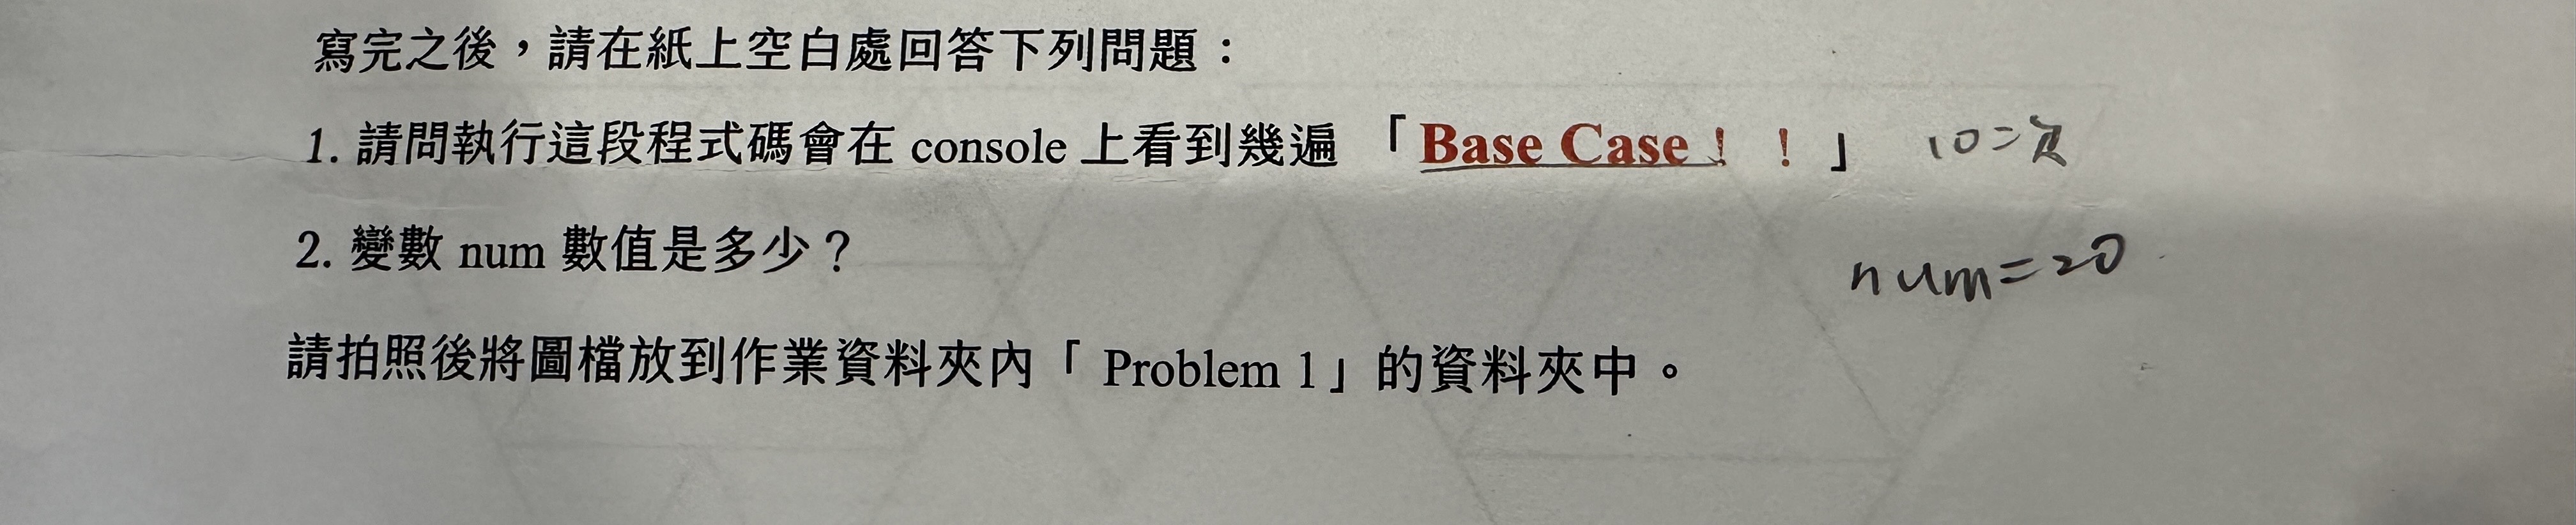 寫完之後，請在紙上空白處回答下列問題：
1. 請問執行這段程式碼會在 console 上看到幾遍 「Base Case！！」 10次
2. 變數 num 數值是多少？ num=20
請拍照後將圖檔放到作業資料夾內「 Problem 1」的資料夾中。